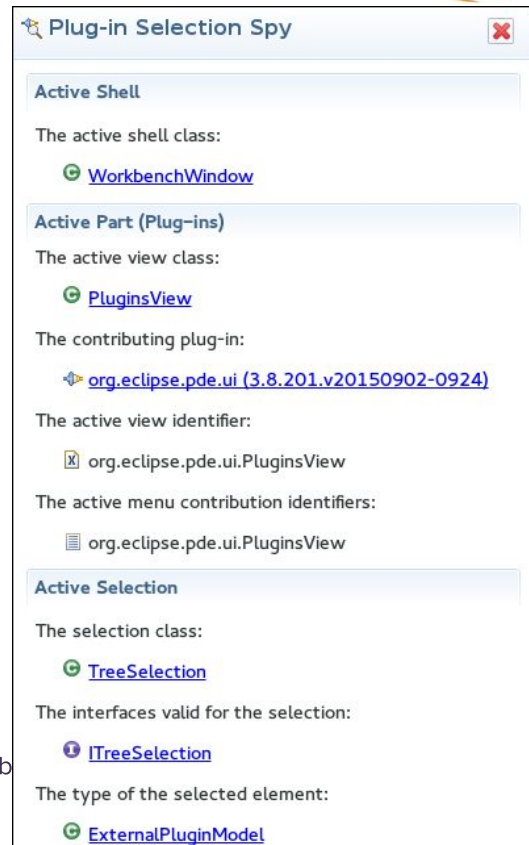 Plug-in Selection Spy
Active Shell
The active shell class:
WorkbenchWindow
Active Part (Plug-ins)
The active view class:
PluginsView
The contributing plug-in:
org.eclipse.pde.ui (3.8.201.v20150902-0924)
The active view identifier:
org.eclipse.pde.ui.PluginsView
The active menu contribution identifiers:
org.eclipse.pde.ui.PluginsView
Active Selection
The selection class:
TreeSelection
The interfaces valid for the selection:
ITreeSelection
b
The type of the selected element:
ExternalPluginModel